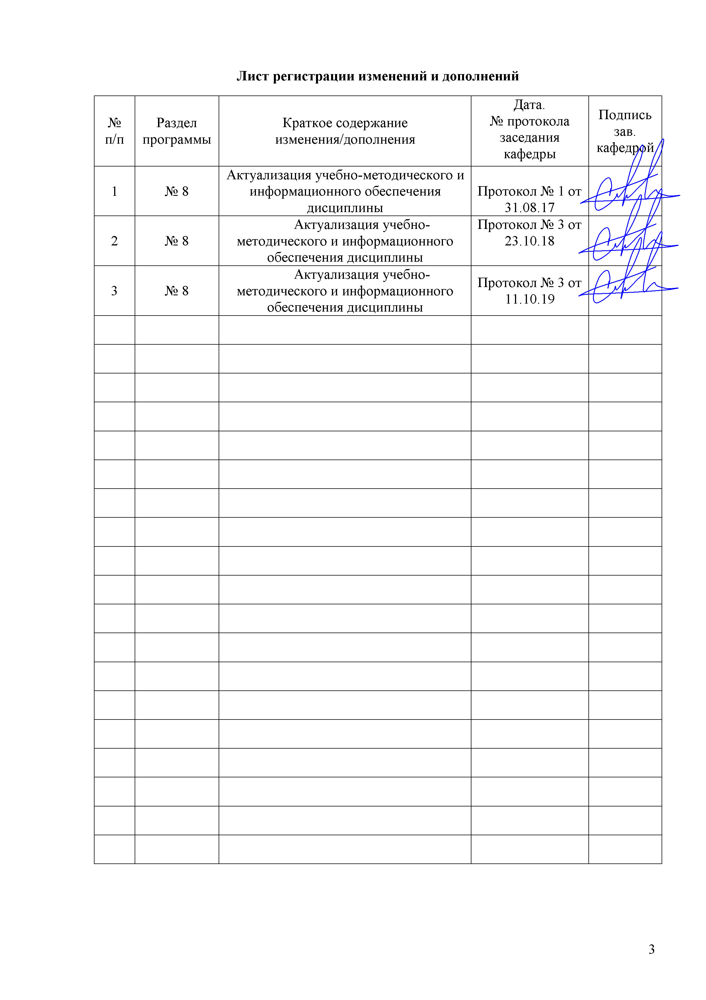 Лист регистрации изменений и дополнений
№
п/п
Раздел
программы
Краткое содержание
изменения/дополнения
Дата.
№ протокола
заседания
кафедры
Подпись
зав.
кафедрой
1
№ 8
Актуализация учебно-методического и
информационного обеспечения
дисциплины
Протокол № 1 от
31.08.17
2
№ 8
Актуализация учебно-
методического и информационного
обеспечения дисциплины
Протокол № 3 от
23.10.18
3
№ 8
Актуализация учебно-
методического и информационного
обеспечения дисциплины
Протокол № 3 от
11.10.19
3